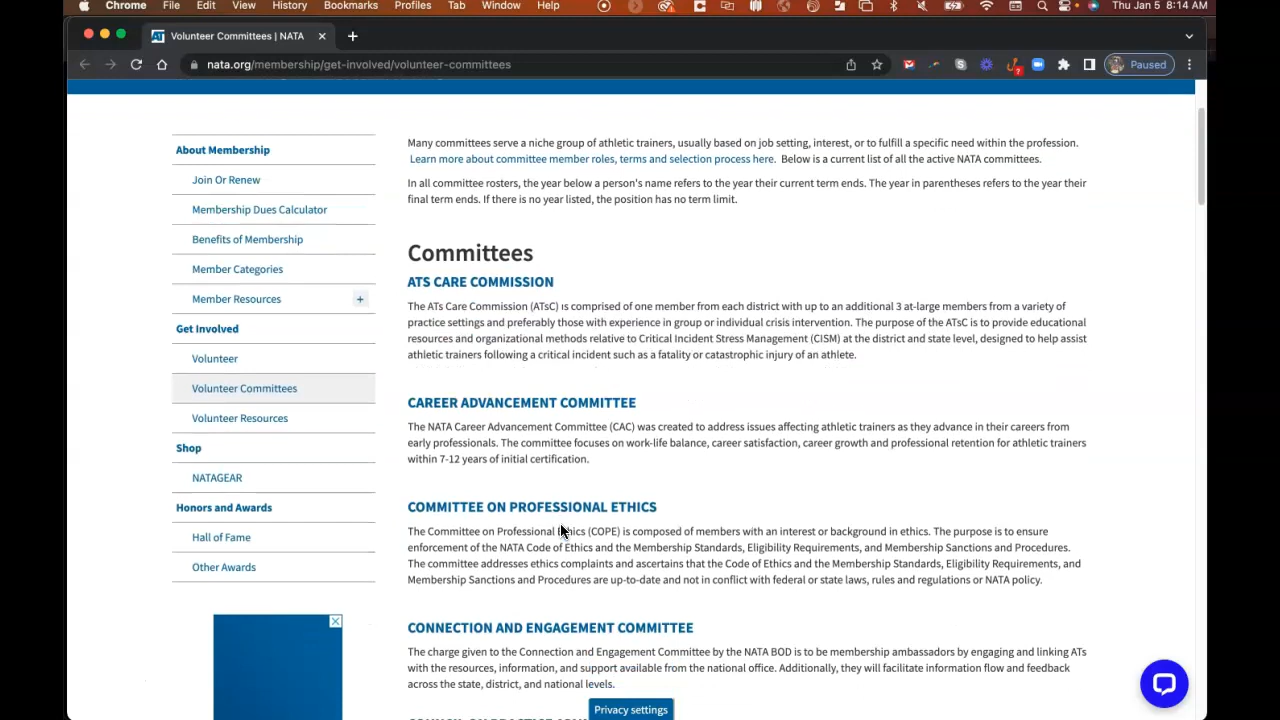 Chrome File Edit View History Bookmarks Profiles Tab Window Help Thu Jan 5 8:14 AM
Volunteer Committees | NATA
nata.org/membership/get-involved/volunteer-committees
Paused
About Membership
Join Or Renew
Membership Dues Calculator
Benefits of Membership
Member Categories
Member Resources +
Get Involved
Volunteer
Volunteer Committees
Volunteer Resources
Shop
NATAGEAR
Honors and Awards
Hall of Fame
Other Awards
Many committees serve a niche group of athletic trainers, usually based on job setting, interest, or to fulfill a specific need within the profession.
Learn more about committee member roles, terms and selection process here. Below is a current list of all the active NATA committees.
In all committee rosters, the year below a person's name refers to the year their current term ends. The year in parentheses refers to the year their
final term ends. If there is no year listed, the position has no term limit.
Committees
ATS CARE COMMISSION
The ATs Care Commission (ATsC) is comprised of one member from each district with up to an additional 3 at-large members from a variety of
practice settings and preferably those with experience in group or individual crisis intervention. The purpose of the ATsC is to provide educational
resources and organizational methods relative to Critical Incident Stress Management (CISM) at the district and state level, designed to help assist
athletic trainers following a critical incident such as a fatality or catastrophic injury of an athlete.
CAREER ADVANCEMENT COMMITTEE
The NATA Career Advancement Committee (CAC) was created to address issues affecting athletic trainers as they advance in their careers from
early professionals. The committee focuses on work-life balance, career satisfaction, career growth and professional retention for athletic trainers
within 7-12 years of initial certification.
COMMITTEE ON PROFESSIONAL ETHICS
The Committee on Professional Ethics (COPE) is composed of members with an interest or background in ethics. The purpose is to ensure
enforcement of the NATA Code of Ethics and the Membership Standards, Eligibility Requirements, and Membership Sanctions and Procedures.
The committee addresses ethics complaints and ascertains that the Code of Ethics and the Membership Standards, Eligibility Requirements, and
Membership Sanctions and Procedures are up-to-date and not in conflict with federal or state laws, rules and regulations or NATA policy.
CONNECTION AND ENGAGEMENT COMMITTEE
The charge given to the Connection and Engagement Committee by the NATA BOD is to be membership ambassadors by engaging and linking ATs
with the resources, information, and support available from the national office. Additionally, they will facilitate information flow and feedback
across the state, district, and national levels.
Privacy settings